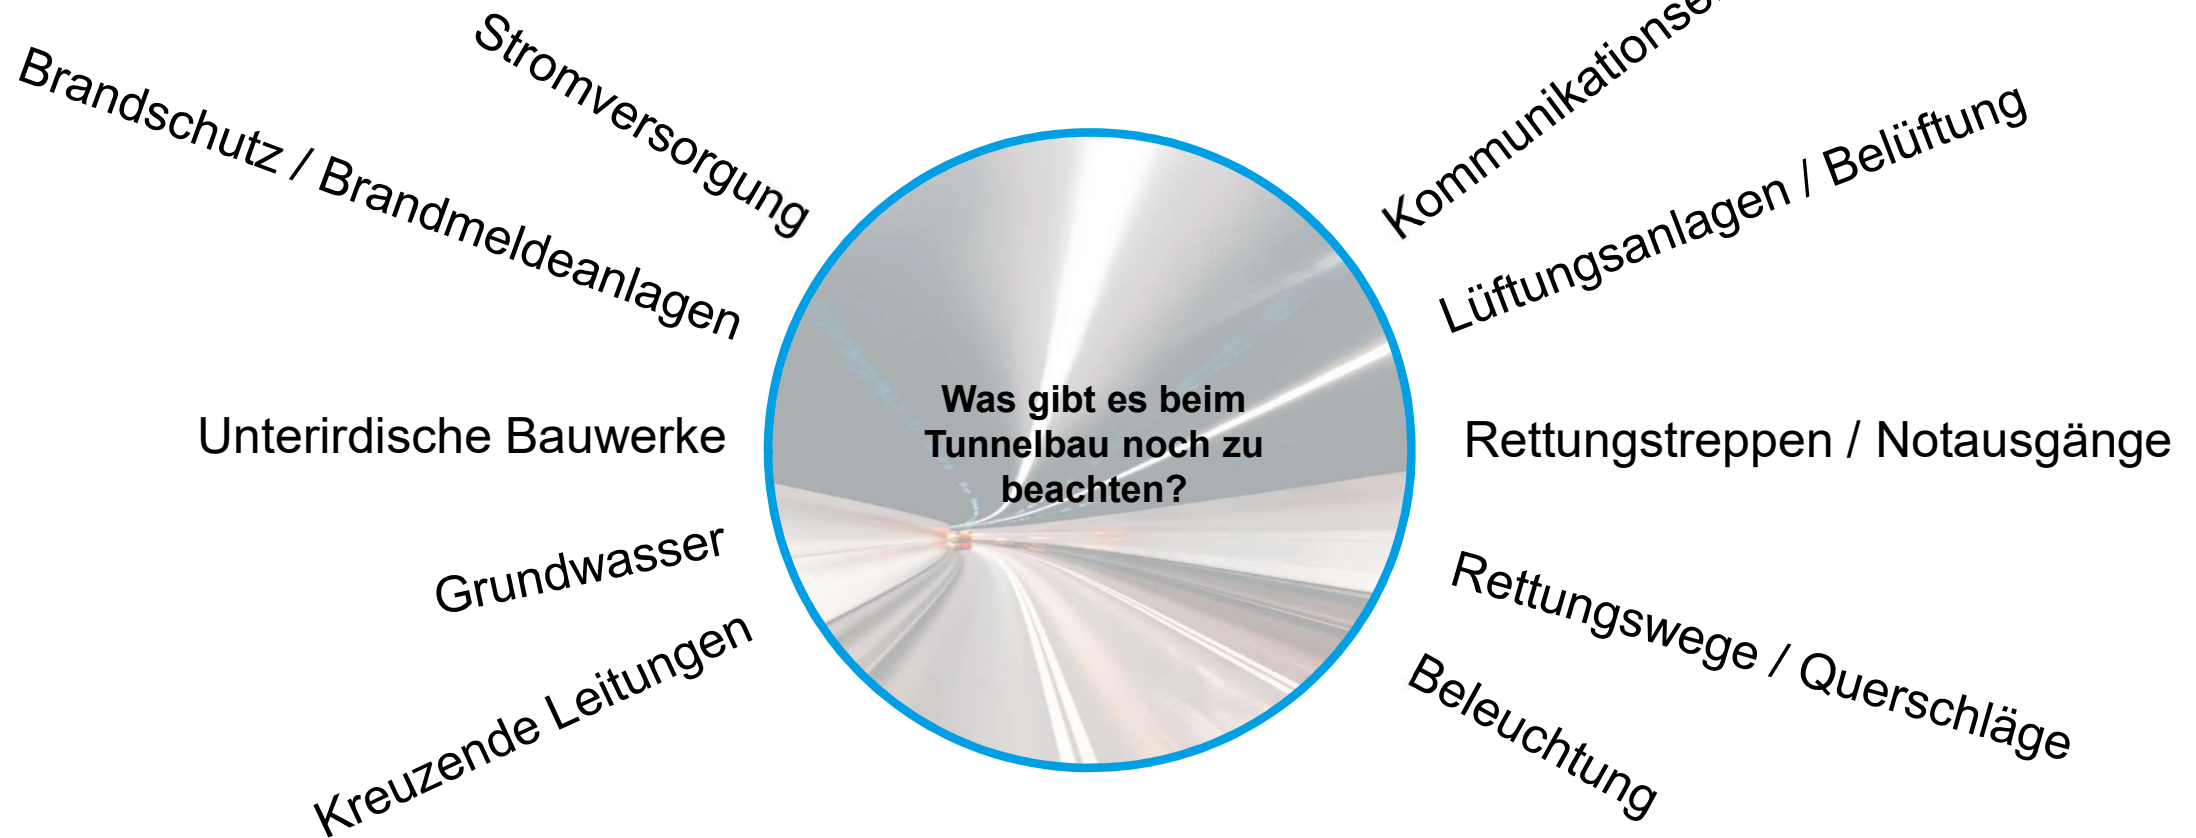 Stromversorgung
Brandschutz / Brandmeldeanlagen
Unterirdische Bauwerke
Grundwasser
Kreuzende Leitungen
Was gibt es beim
Tunnelbau noch zu
beachten?
Lüftungsanlagen / Belüftung
Rettungstreppen / Notausgänge
Rettungswege / Querschläge
Beleuchtung